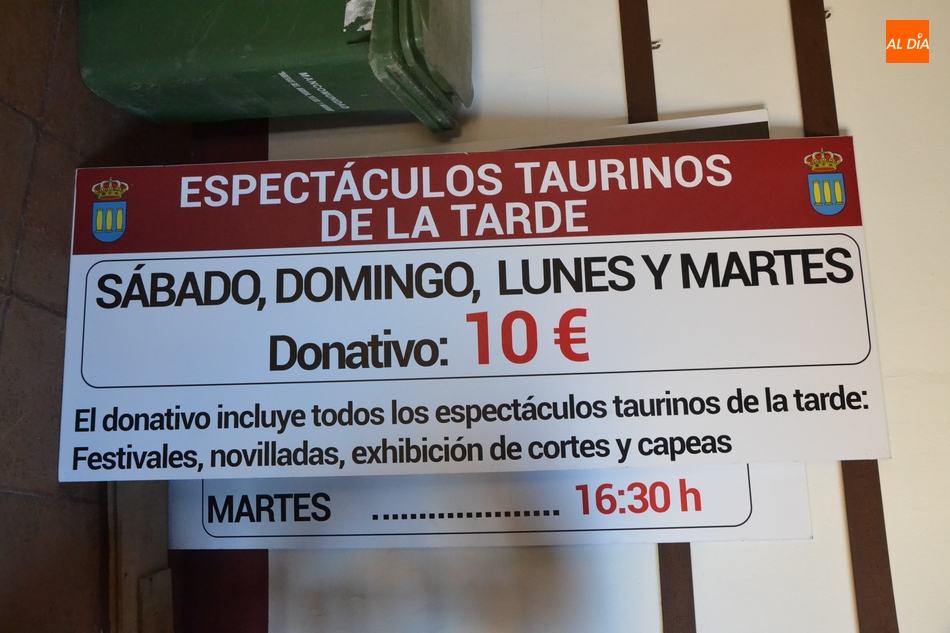 AL DÍA
MANCOMUNIDAD
ESPECTÁCULOS TAURINOS
DE LA TARDE
SÁBADO, DOMINGO, LUNES Y MARTES
Donativo: 10 €
El donativo incluye todos los espectáculos taurinos de la tarde:
Festivales, novilladas, exhibición de cortes y capeas
MARTES .................... 16:30 h